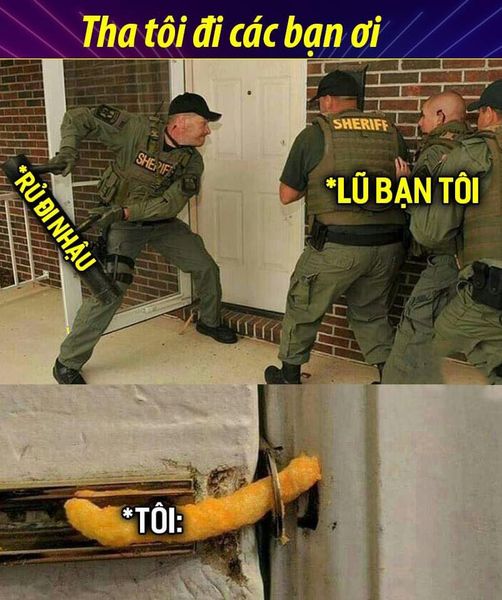 Tha tôi đi các bạn ơi
SHERIFF
SHERIFF
*RỦ ĐI NHẬU
*LŨ BẠN TÔI
*TÔI: